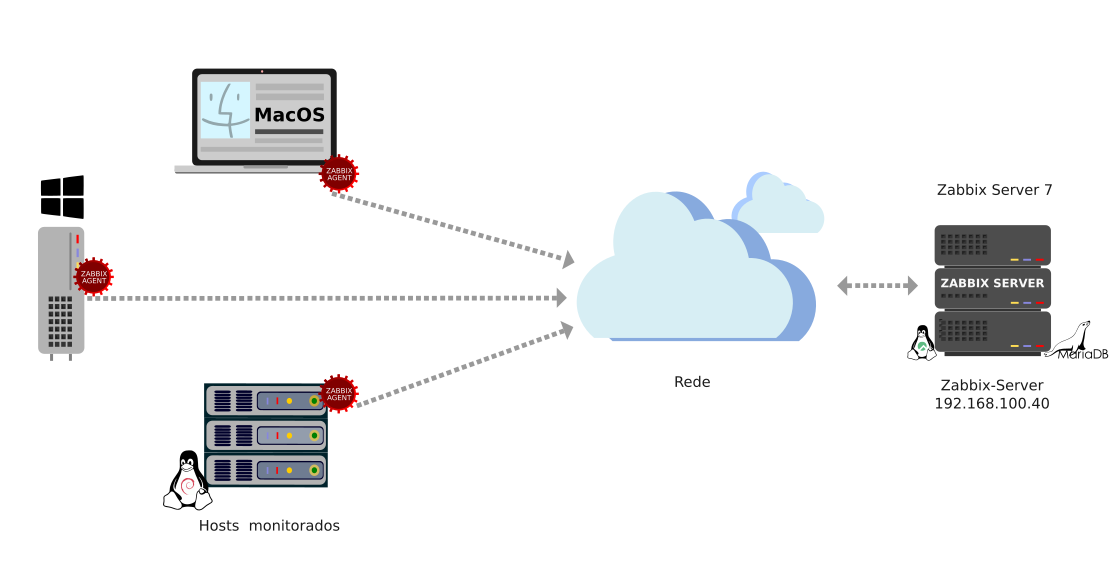 MacOS
ZABBIX
AGENT
ZABBIX
AGENT
ZABBIX
AGENT
Hosts monitorados
Rede
Zabbix Server 7
ZABBIX SERVER
MariaDB
Zabbix-Server
192.168.100.40